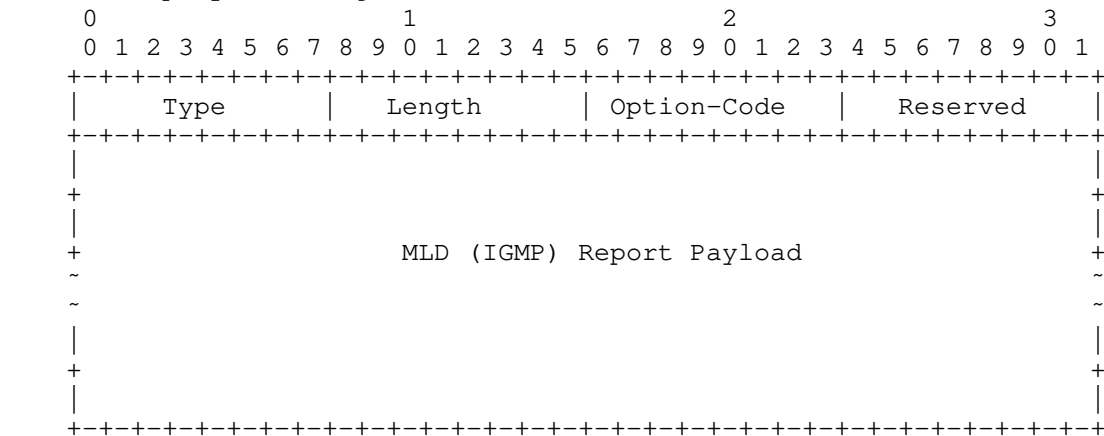 0                   1                   2                   3
0 1 2 3 4 5 6 7 8 9 0 1 2 3 4 5 6 7 8 9 0 1 2 3 4 5 6 7 8 9 0 1
+-+-+-+-+-+-+-+-+-+-+-+-+-+-+-+-+-+-+-+-+-+-+-+-+-+-+-+-+-+-+-+-+
|     Type      |   Length      | Option-Code   |   Reserved    |
+-+-+-+-+-+-+-+-+-+-+-+-+-+-+-+-+-+-+-+-+-+-+-+-+-+-+-+-+-+-+-+-+
|                                                               |
+                                                               +
|                                                               |
+                    MLD (IGMP) Report Payload                  +
~                                                               ~
~                                                               ~
|                                                               |
+                                                               +
|                                                               |
+-+-+-+-+-+-+-+-+-+-+-+-+-+-+-+-+-+-+-+-+-+-+-+-+-+-+-+-+-+-+-+-+